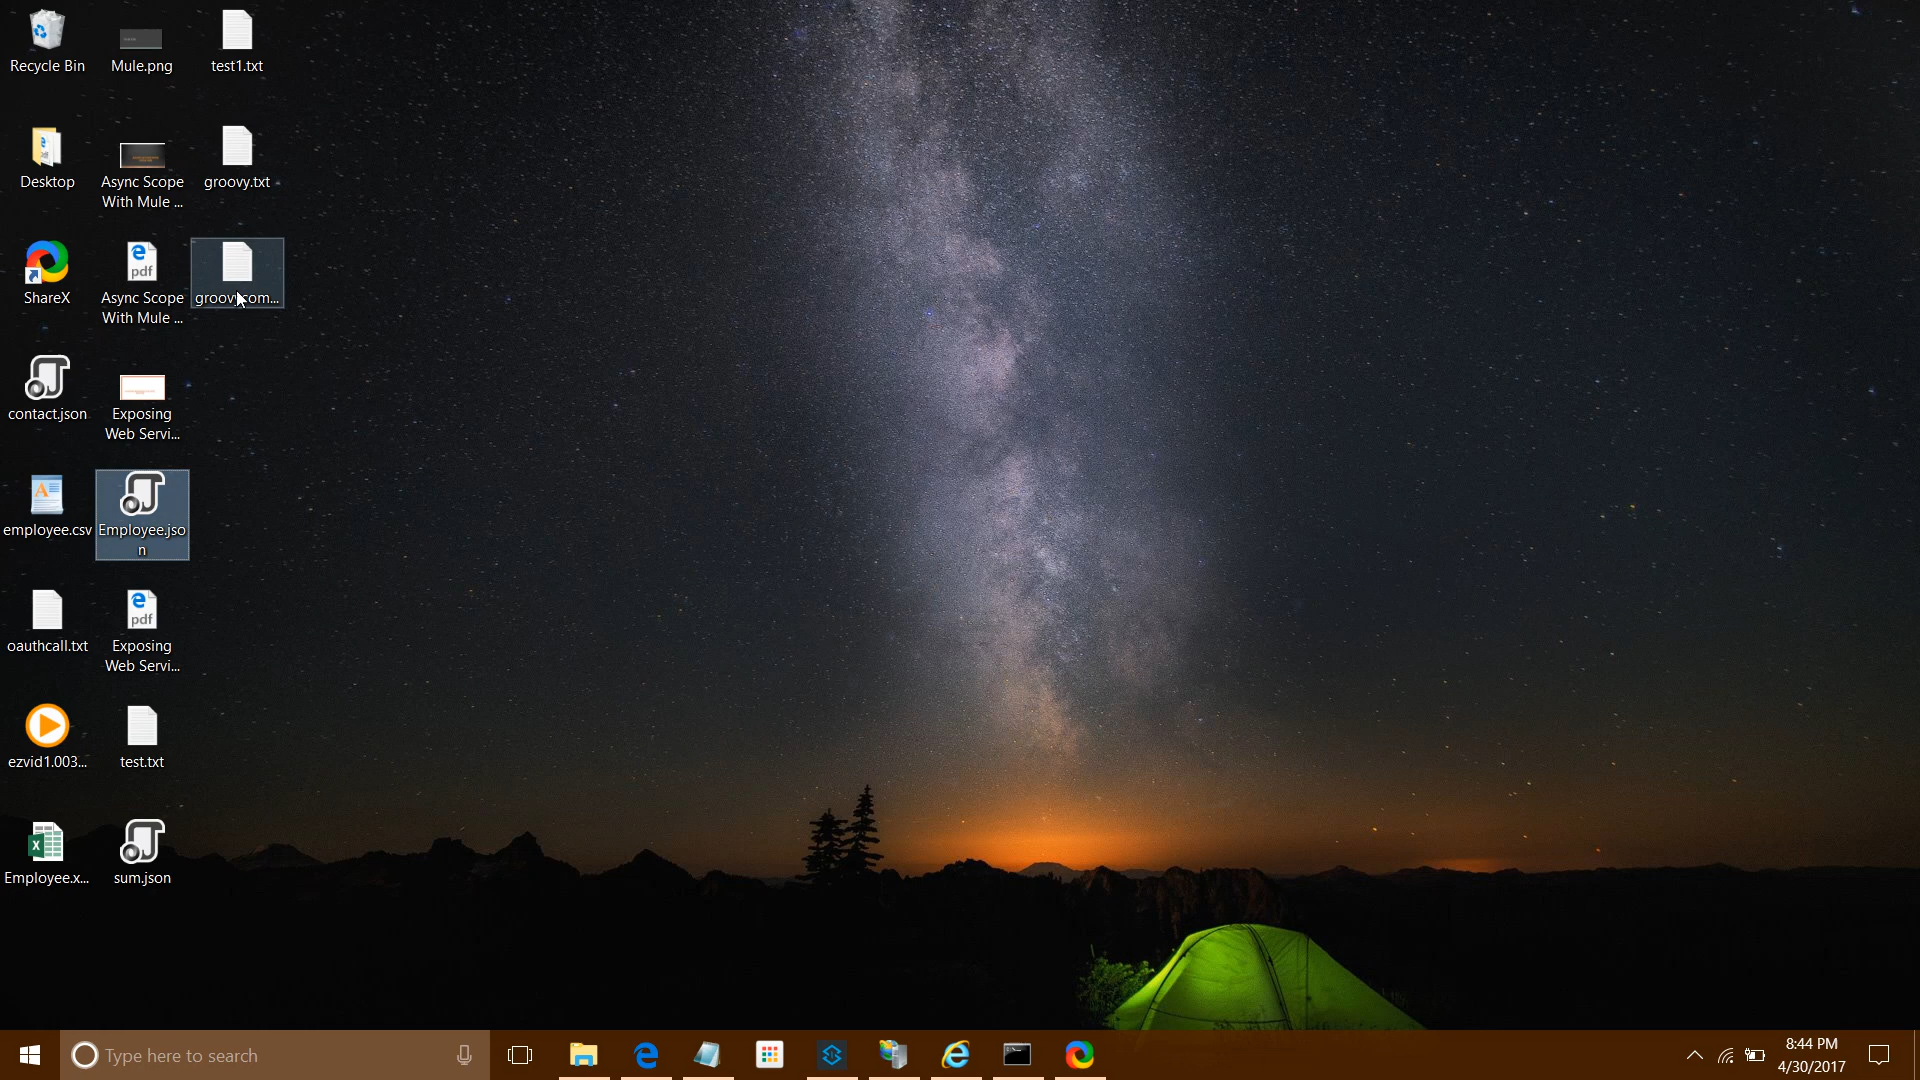 Recycle Bin
Mule.png
test1.txt
Desktop
Async Scope
With Mule ...
groovy.txt
ShareX
pdf
Async Scope
With Mule ...
contact.json
Exposing
Web Servi...
employee.csv
Employee.jso
n
oauthcall.txt
pdf
Exposing
Web Servi...
ezvid1.003...
test.txt
Employee.x...
sum.json
Type here to search
8:44 PM
4/30/2017